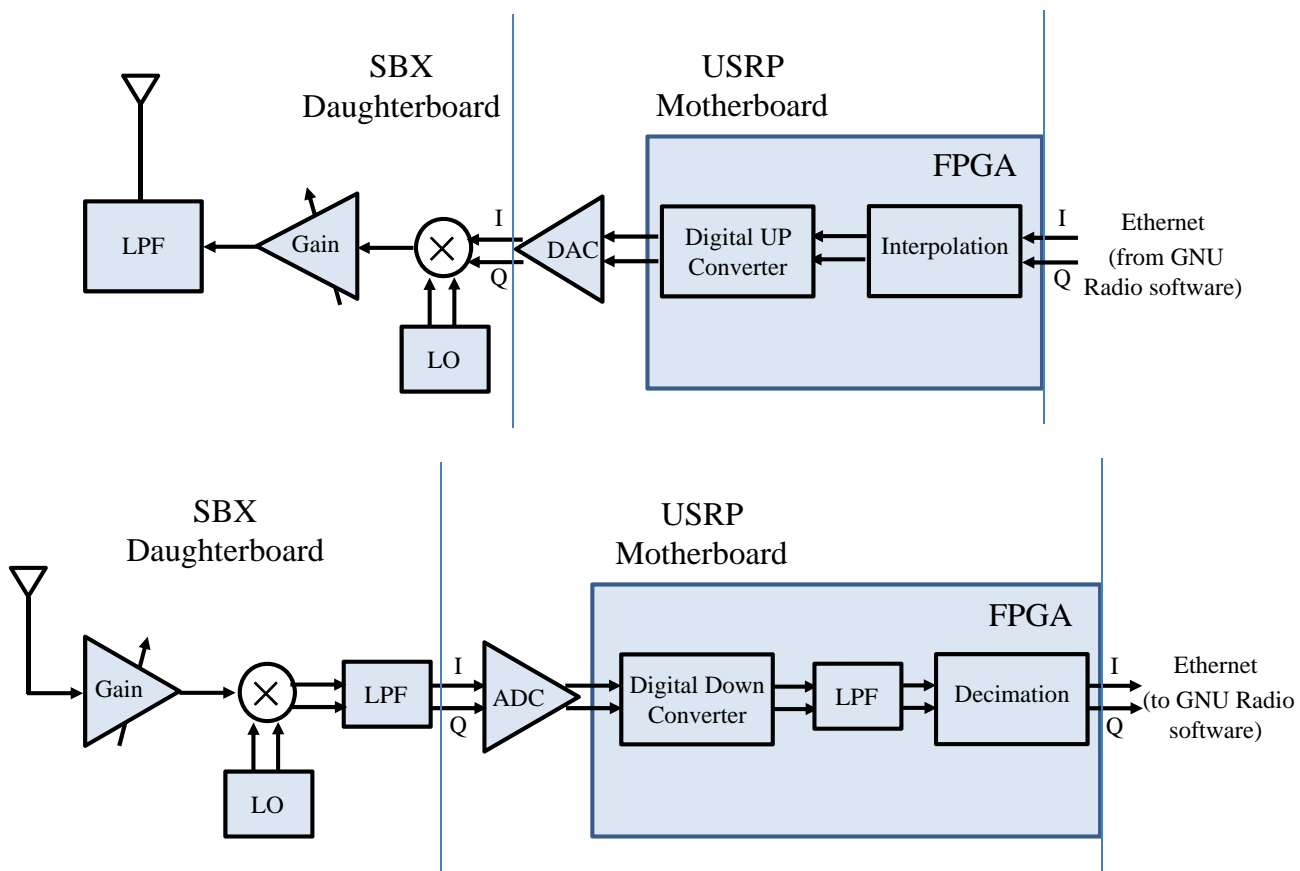 SBX
Daughterboard
USRP
Motherboard
FPGA
LPF
Gain
I
Q
DAC
Digital UP
Converter
Interpolation
I
Q
Ethernet
(from GNU
Radio software)
LO
SBX
Daughterboard
USRP
Motherboard
FPGA
Gain
LPF
I
Q
ADC
Digital Down
Converter
LPF
Decimation
I
Q
Ethernet
(to GNU Radio
software)
LO